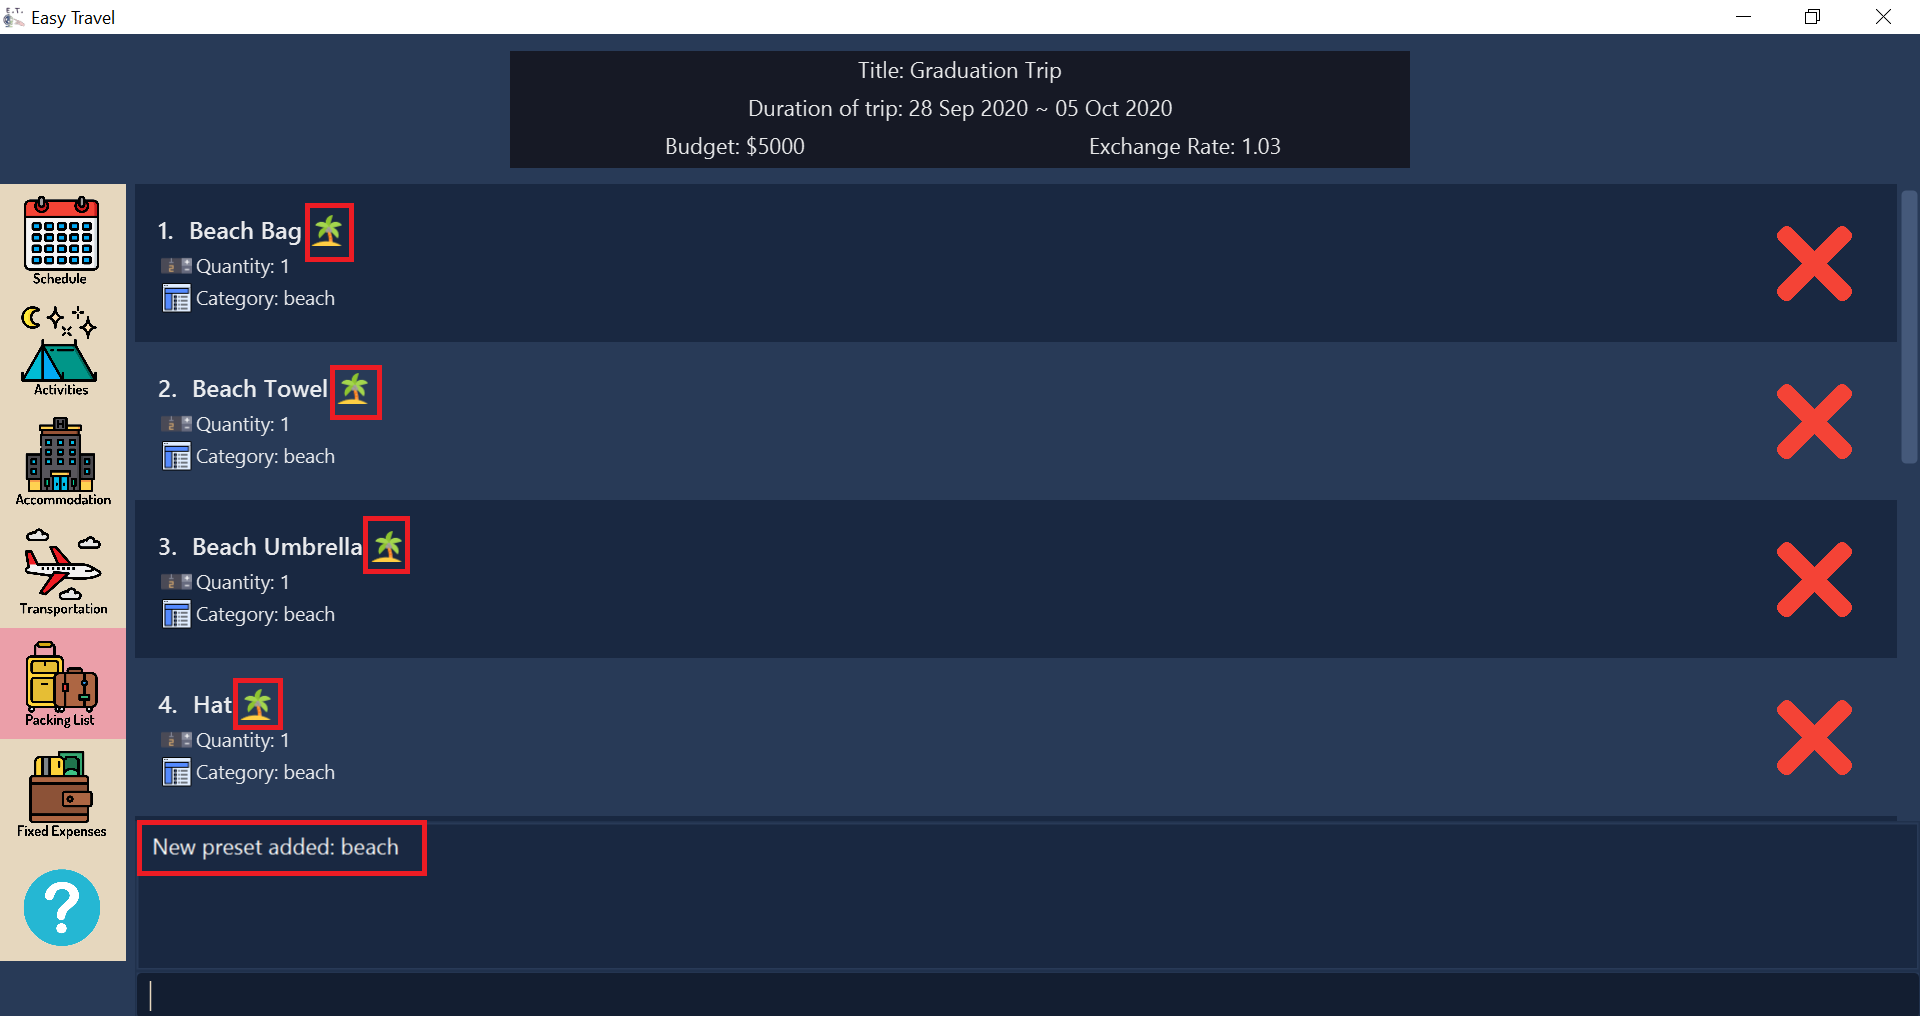 Easy Travel
Title: Graduation Trip
Duration of trip: 28 Sep 2020 ~ 05 Oct 2020
Budget: $5000
Exchange Rate: 1.03
Schedule
Activities
Accommodation
Transportation
Packing List
Fixed Expenses
?
1. Beach Bag
Quantity: 1
Category: beach
2. Beach Towel
Quantity: 1
Category: beach
3. Beach Umbrella
Quantity: 1
Category: beach
4. Hat
Quantity: 1
Category: beach
New preset added: beach